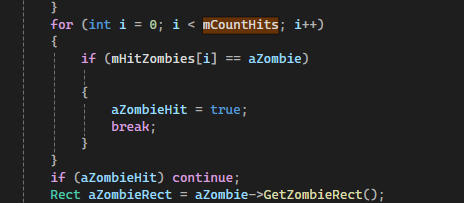 }
for (int i = 0; i < mCountHits; i++)
{
if (mHitZombies[i] == aZombie)
{
aZombieHit = true;
break;
}
}
if (aZombieHit) continue;
Rect aZombieRect = aZombie->GetZombieRect();